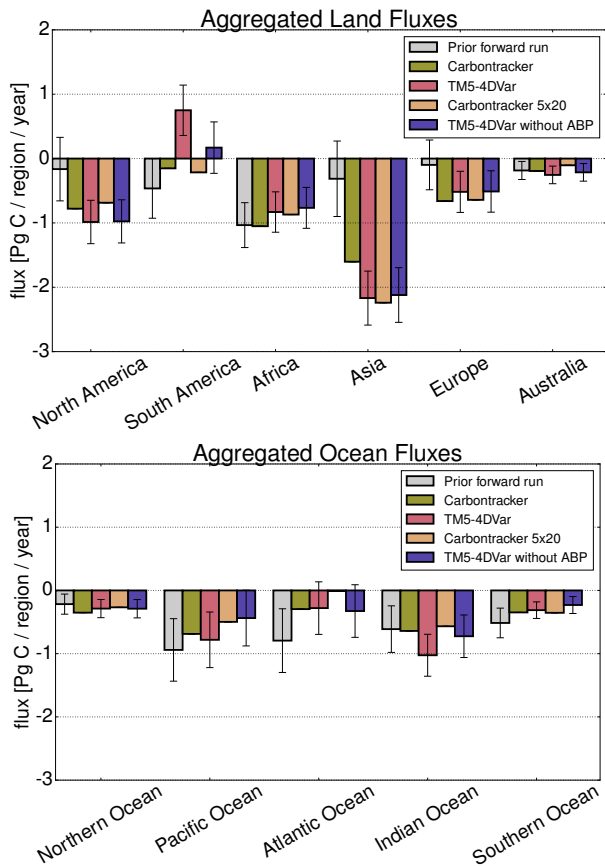 Aggregated Land Fluxes
2
1
0
-1
-2
-3
flux [Pg C / region / year]
Prior forward run
Carbontracker
TM5-4DVar
Carbontracker 5x20
TM5-4DVar without ABP
North America
South America
Africa
Asia
Europe
Australia
Aggregated Ocean Fluxes
2
1
0
-1
-2
-3
flux [Pg C / region / year]
Prior forward run
Carbontracker
TM5-4DVar
Carbontracker 5x20
TM5-4DVar without ABP
Northern Ocean
Pacific Ocean
Atlantic Ocean
Indian Ocean
Southern Ocean